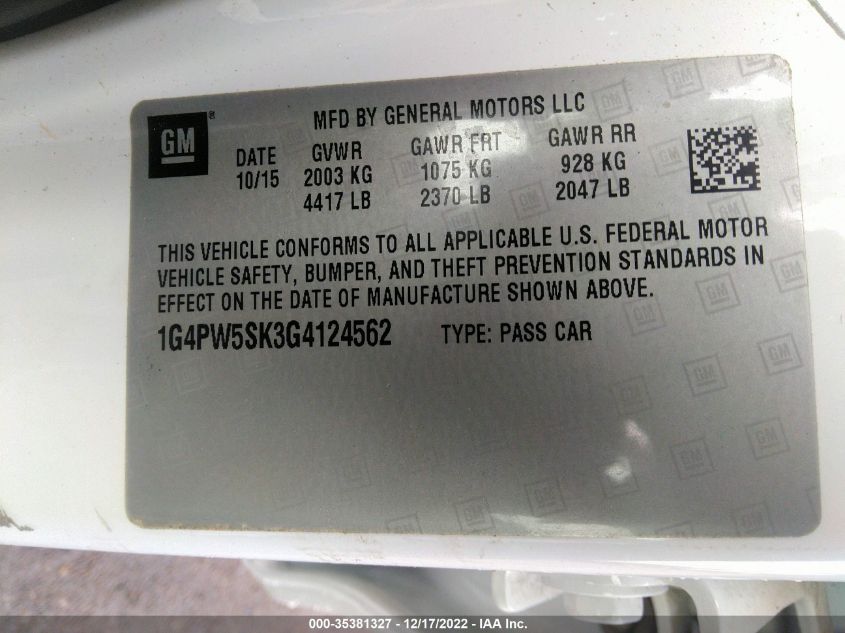 GM ®
MFD BY GENERAL MOTORS LLC
DATE GVWR GAWR FRT GAWR RR
10/15 2003 KG 1075 KG 928 KG
4417 LB 2370 LB 2047 LB
THIS VEHICLE CONFORMS TO ALL APPLICABLE U.S. FEDERAL MOTOR
VEHICLE SAFETY, BUMPER, AND THEFT PREVENTION STANDARDS IN
EFFECT ON THE DATE OF MANUFACTURE SHOWN ABOVE.
1G4PW5SK3G4124562 TYPE: PASS CAR
000-35381327 - 12/17/2022 - IAA Inc.